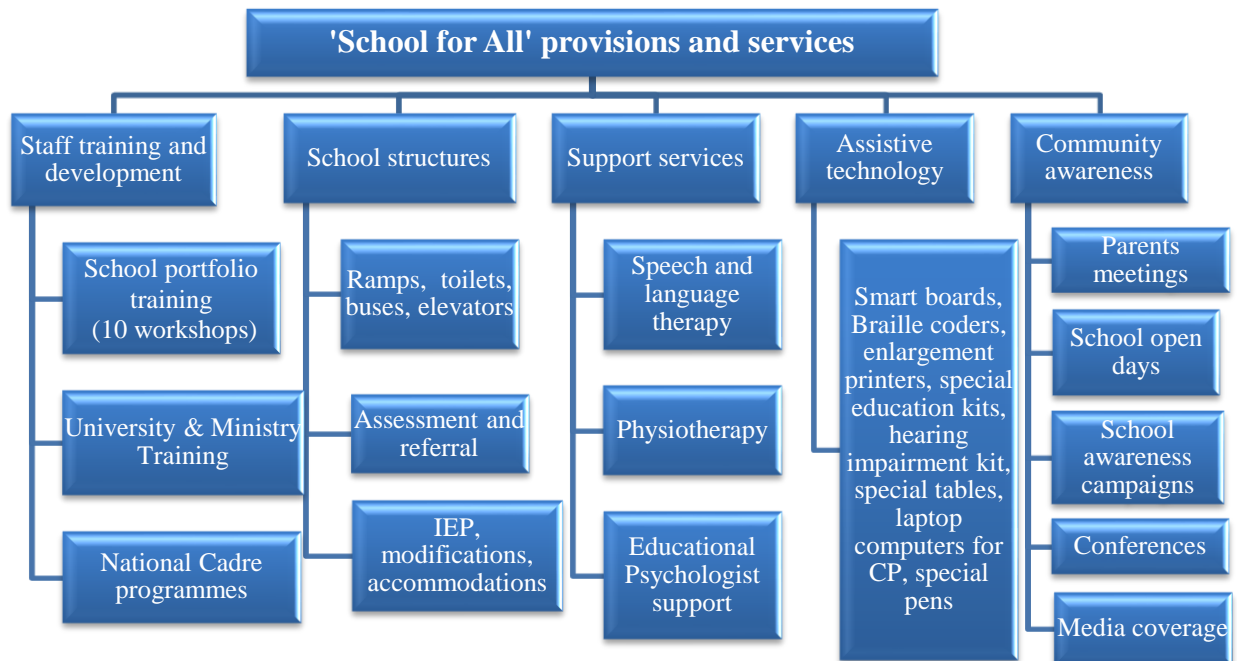 'School for All' provisions and services
Staff training and
development
School structures
Support services
Assistive
technology
Community
awareness
School portfolio
training
(10 workshops)
University & Ministry
Training
National Cadre
programmes
Ramps, toilets,
buses, elevators
Assessment and
referral
IEP,
modifications,
accommodations
Speech and
language
therapy
Physiotherapy
Educational
Psychologist
support
Smart boards,
Braille coders,
enlargement
printers, special
education kits,
hearing
impairment kit,
special tables,
laptop
computers for
CP, special
pens
Parents
meetings
School open
days
School
awareness
campaigns
Conferences
Media coverage